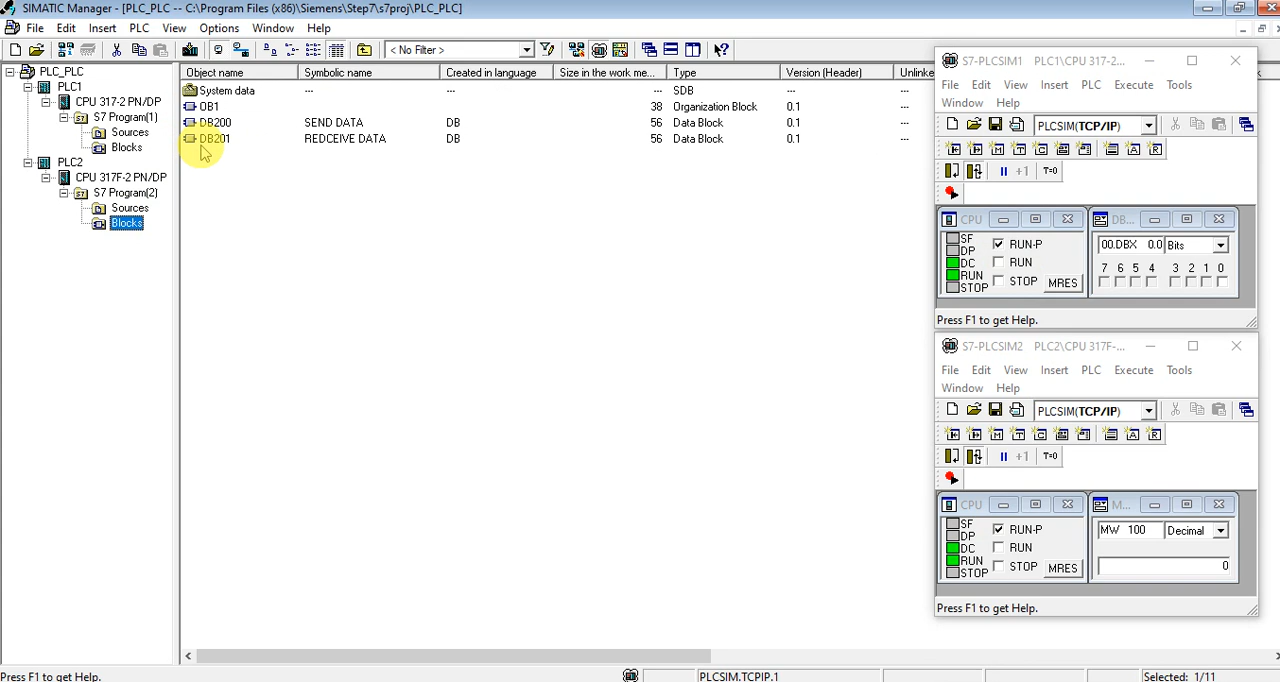 SIMATIC Manager - [PLC_PLC -- C:\Program Files (x86)\Siemens\Step7\s7proj\PLC_PLC]
File Edit Insert PLC View Options Window Help
< No Filter >
PLC_PLC
PLC1
CPU 317-2 PN/DP
S7 Program(1)
Sources
Blocks
PLC2
CPU 317F-2 PN/DP
S7 Program(2)
Sources
Blocks
Object name Symbolic name Created in language Size in the work me... Type Version (Header) Unlinke
System data --- --- --- SDB ---
OB1 38 Organization Block 0.1 ---
DB200 SEND DATA DB 56 Data Block 0.1 ---
DB201 REDCEIVE DATA DB 56 Data Block 0.1 ---
S7-PLCSIM1 PLC1\CPU 317-2...
File Edit View Insert PLC Execute Tools
Window Help
PLCSIM(TCP/IP)
+1 T=0
CPU
SF
DP
DC
RUN
STOP
RUN-P
RUN
STOP MRES
DB...
00.DBX 0.0 Bits
7 6 5 4 3 2 1 0
Press F1 to get Help.
S7-PLCSIM2 PLC2\CPU 317F-...
File Edit View Insert PLC Execute Tools
Window Help
PLCSIM(TCP/IP)
+1 T=0
CPU
SF
DP
DC
RUN
STOP
RUN-P
RUN
STOP MRES
M...
MW 100 Decimal
0
Press F1 to get Help.
Press F1 to get Help. PLCSIM.TCPIP.1 Selected: 1/11